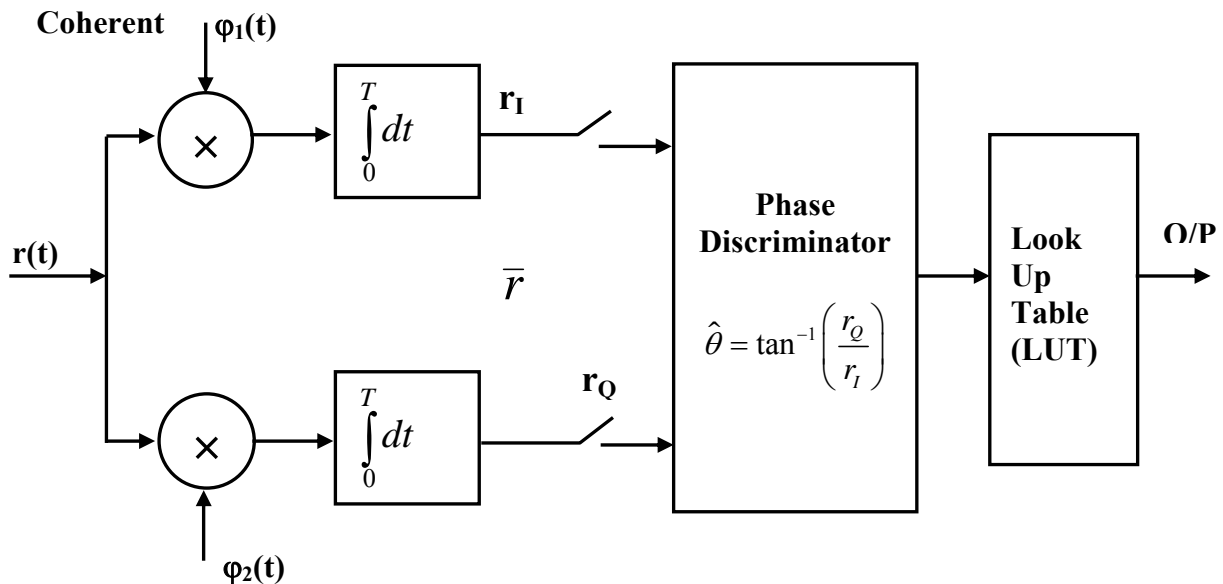 Coherent
φ₁(t)
×
∫₀ᵀ dt
r_I
r(t)
r̄
Phase
Discriminator
θ̂ = tan⁻¹(r_Q / r_I)
Look
Up
Table
(LUT)
O/P
×
∫₀ᵀ dt
r_Q
φ₂(t)